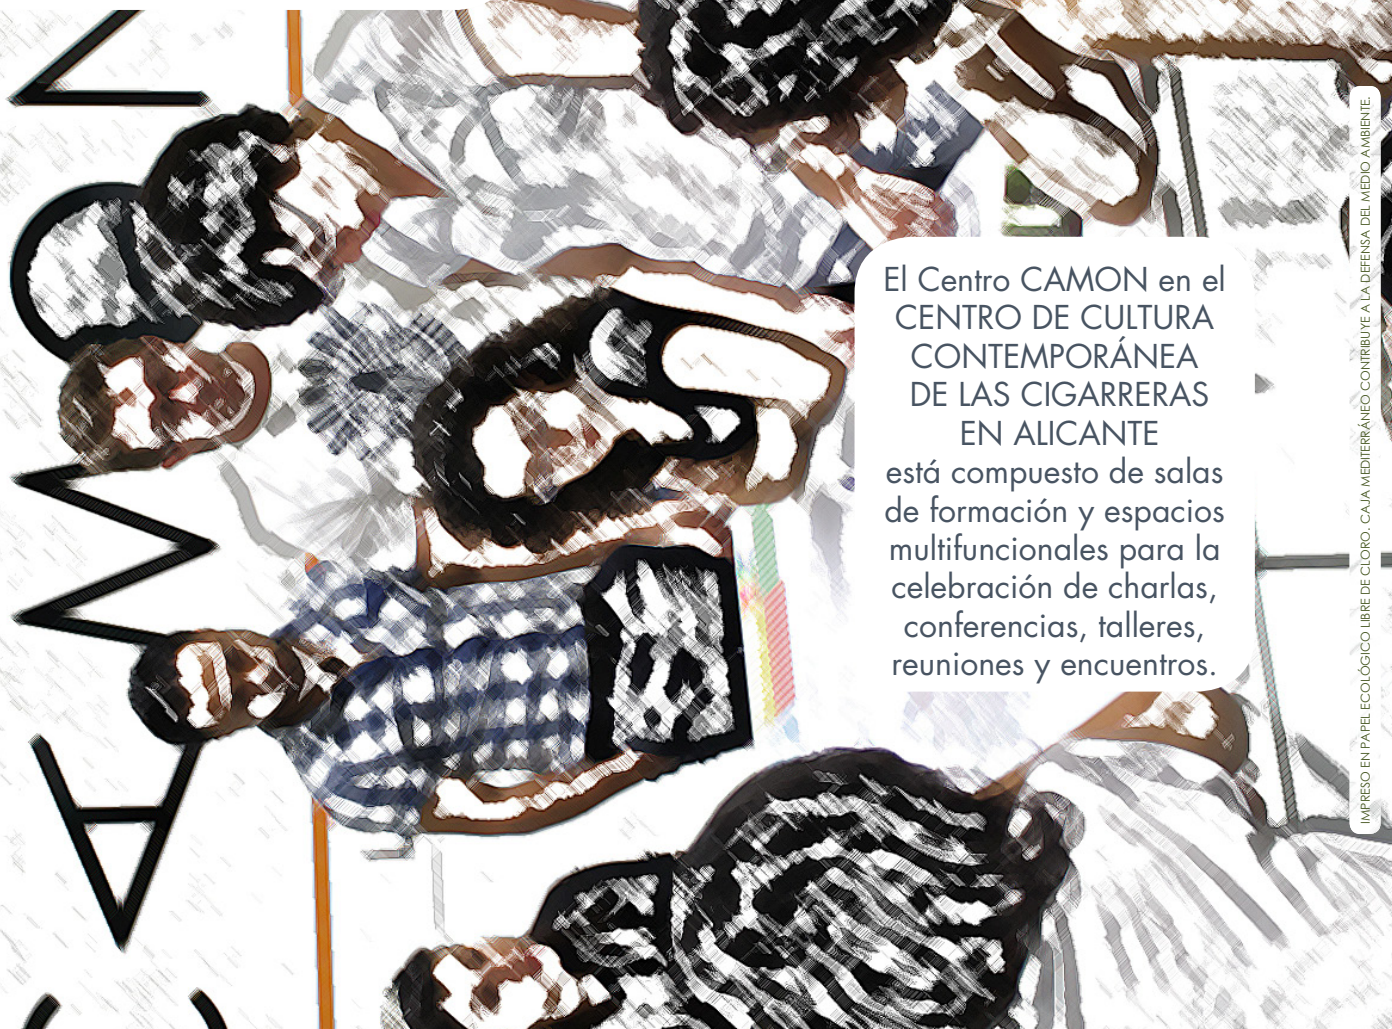 CAMON
El Centro CAMON en el
CENTRO DE CULTURA
CONTEMPORÁNEA
DE LAS CIGARRERAS
EN ALICANTE
está compuesto de salas
de formación y espacios
multifuncionales para la
celebración de charlas,
conferencias, talleres,
reuniones y encuentros.
IMPRESO EN PAPEL ECOLÓGICO LIBRE DE CLORO. CAJA MEDITERRÁNEO CONTRIBUYE A LA DEFENSA DEL MEDIO AMBIENTE.